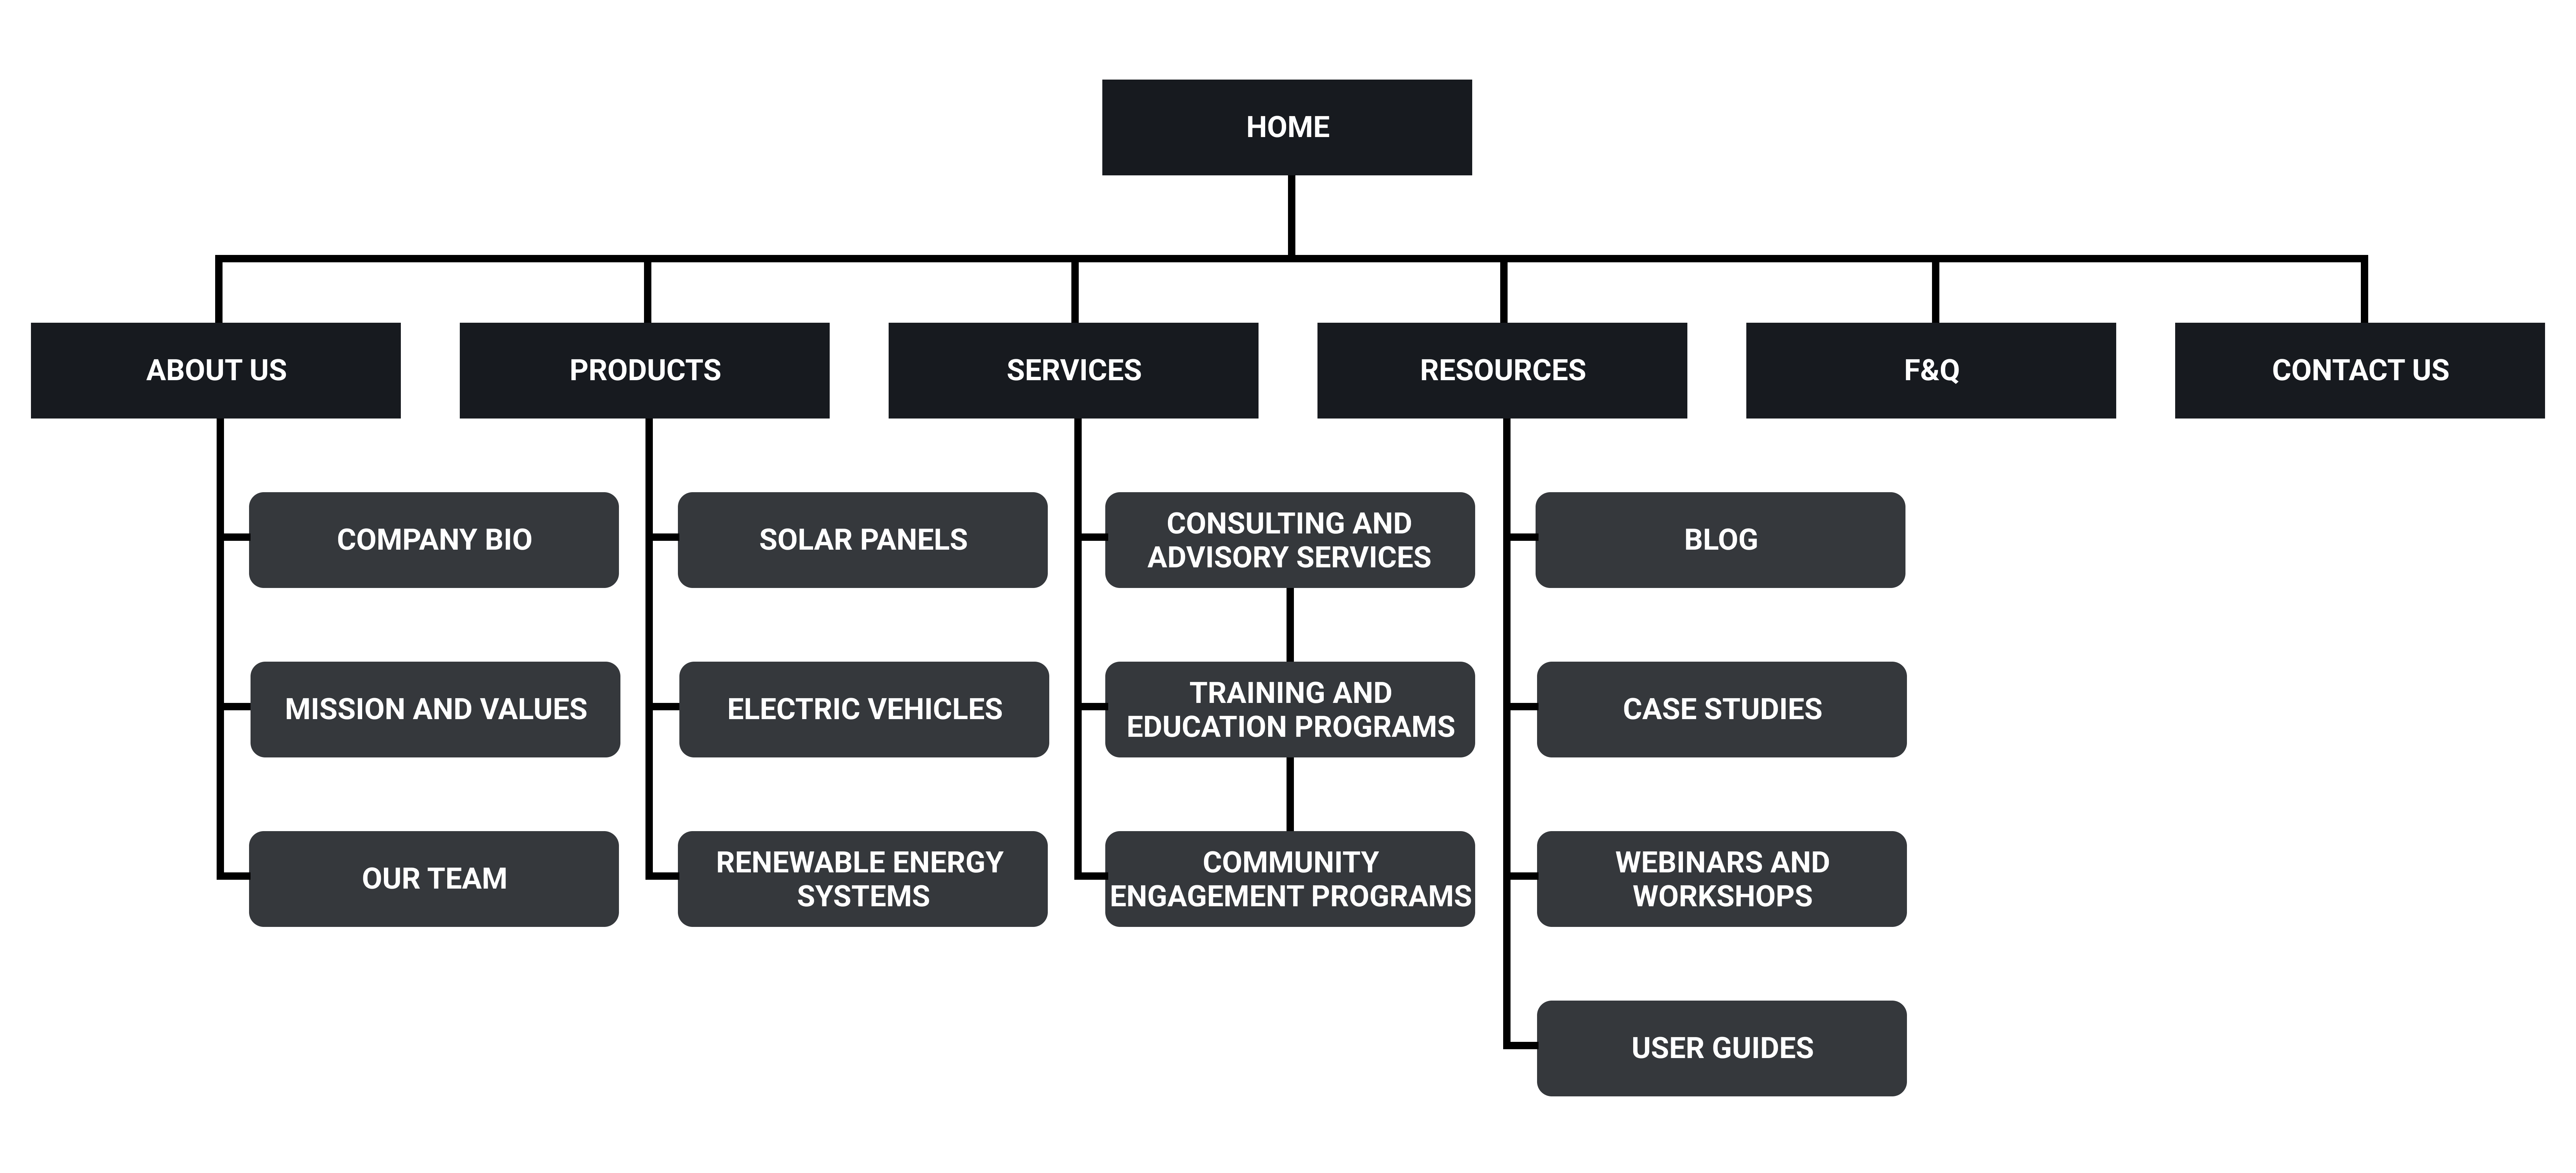 HOME
ABOUT US
PRODUCTS
SERVICES
RESOURCES
F&Q
CONTACT US
COMPANY BIO
MISSION AND VALUES
OUR TEAM
SOLAR PANELS
ELECTRIC VEHICLES
RENEWABLE ENERGY
SYSTEMS
CONSULTING AND
ADVISORY SERVICES
TRAINING AND
EDUCATION PROGRAMS
COMMUNITY
ENGAGEMENT PROGRAMS
BLOG
CASE STUDIES
WEBINARS AND
WORKSHOPS
USER GUIDES